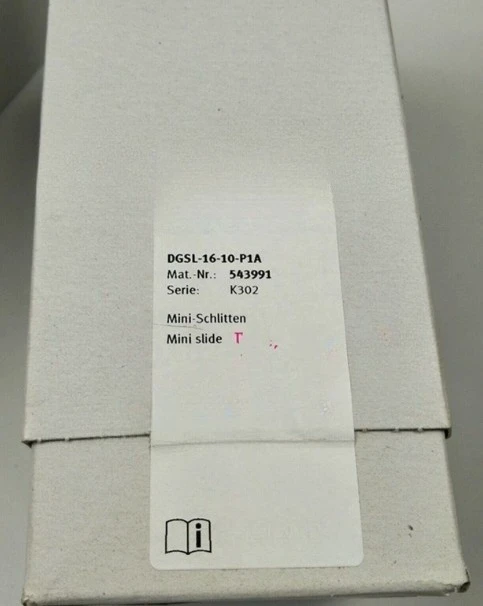 DGSL-16-10-P1A
Mat.-Nr.: 543991
Serie: K302
Mini-Schlitten
Mini slide T
i